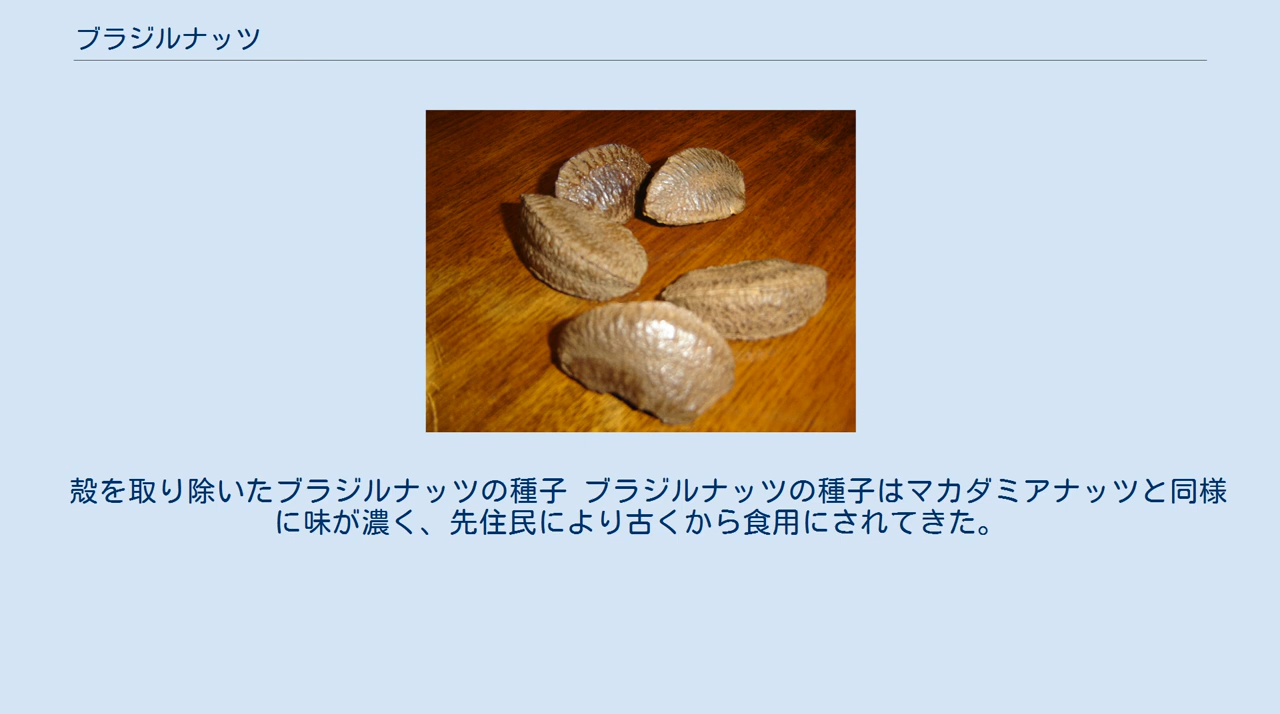 ブラジルナッツ
殻を取り除いたブラジルナッツの種子 ブラジルナッツの種子はマカダミアナッツと同様
に味が濃く、先住民により古くから食用にされてきた。